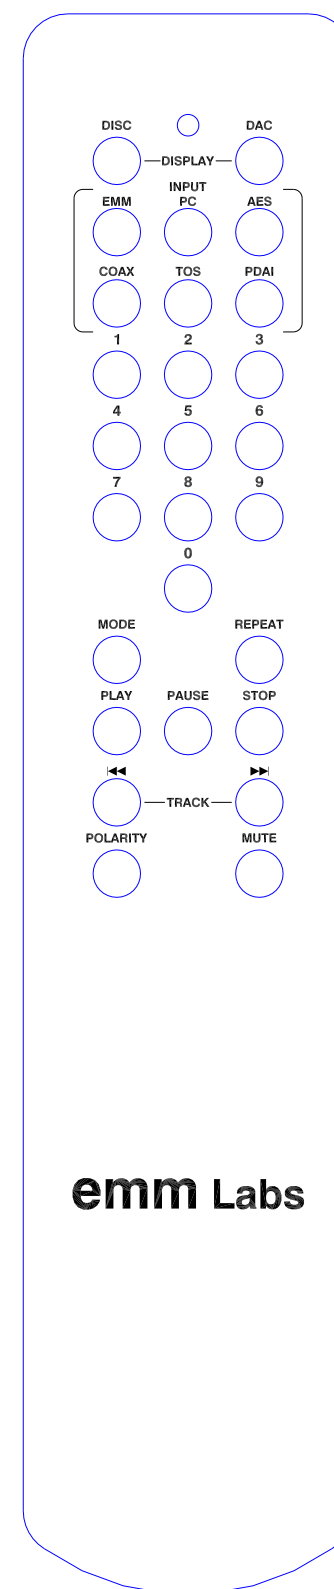 DISC DAC
DISPLAY
INPUT
EMM PC AES
COAX TOS PDAI
1 2 3
4 5 6
7 8 9
0
MODE REPEAT
PLAY PAUSE STOP
TRACK
POLARITY MUTE
emm Labs